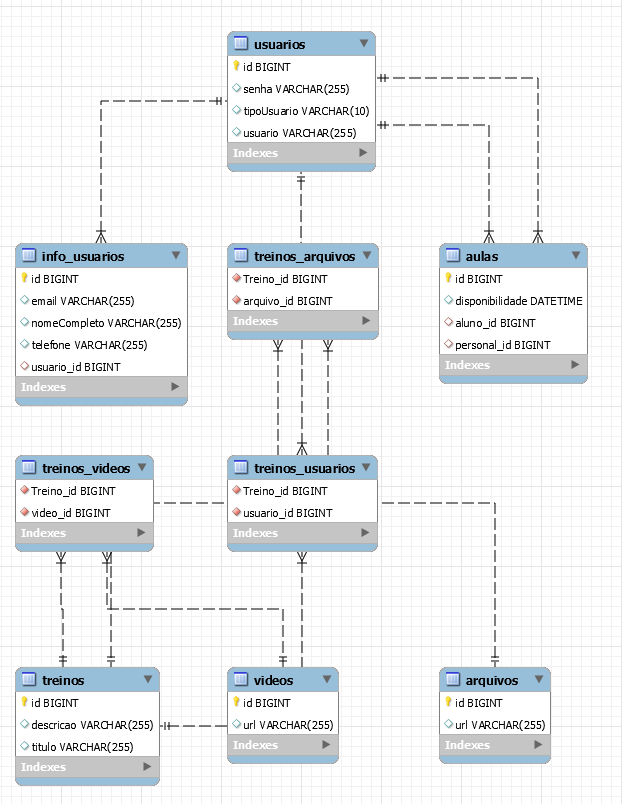 usuarios
id BIGINT
senha VARCHAR(255)
tipoUsuario VARCHAR(10)
usuario VARCHAR(255)
Indexes
info_usuarios
id BIGINT
email VARCHAR(255)
nomeCompleto VARCHAR(255)
telefone VARCHAR(255)
usuario_id BIGINT
Indexes
treinos_arquivos
Treino_id BIGINT
arquivo_id BIGINT
Indexes
aulas
id BIGINT
disponibilidade DATETIME
aluno_id BIGINT
personal_id BIGINT
Indexes
treinos_videos
Treino_id BIGINT
video_id BIGINT
Indexes
treinos_usuarios
Treino_id BIGINT
usuario_id BIGINT
Indexes
treinos
id BIGINT
descricao VARCHAR(255)
titulo VARCHAR(255)
Indexes
videos
id BIGINT
url VARCHAR(255)
Indexes
arquivos
id BIGINT
url VARCHAR(255)
Indexes